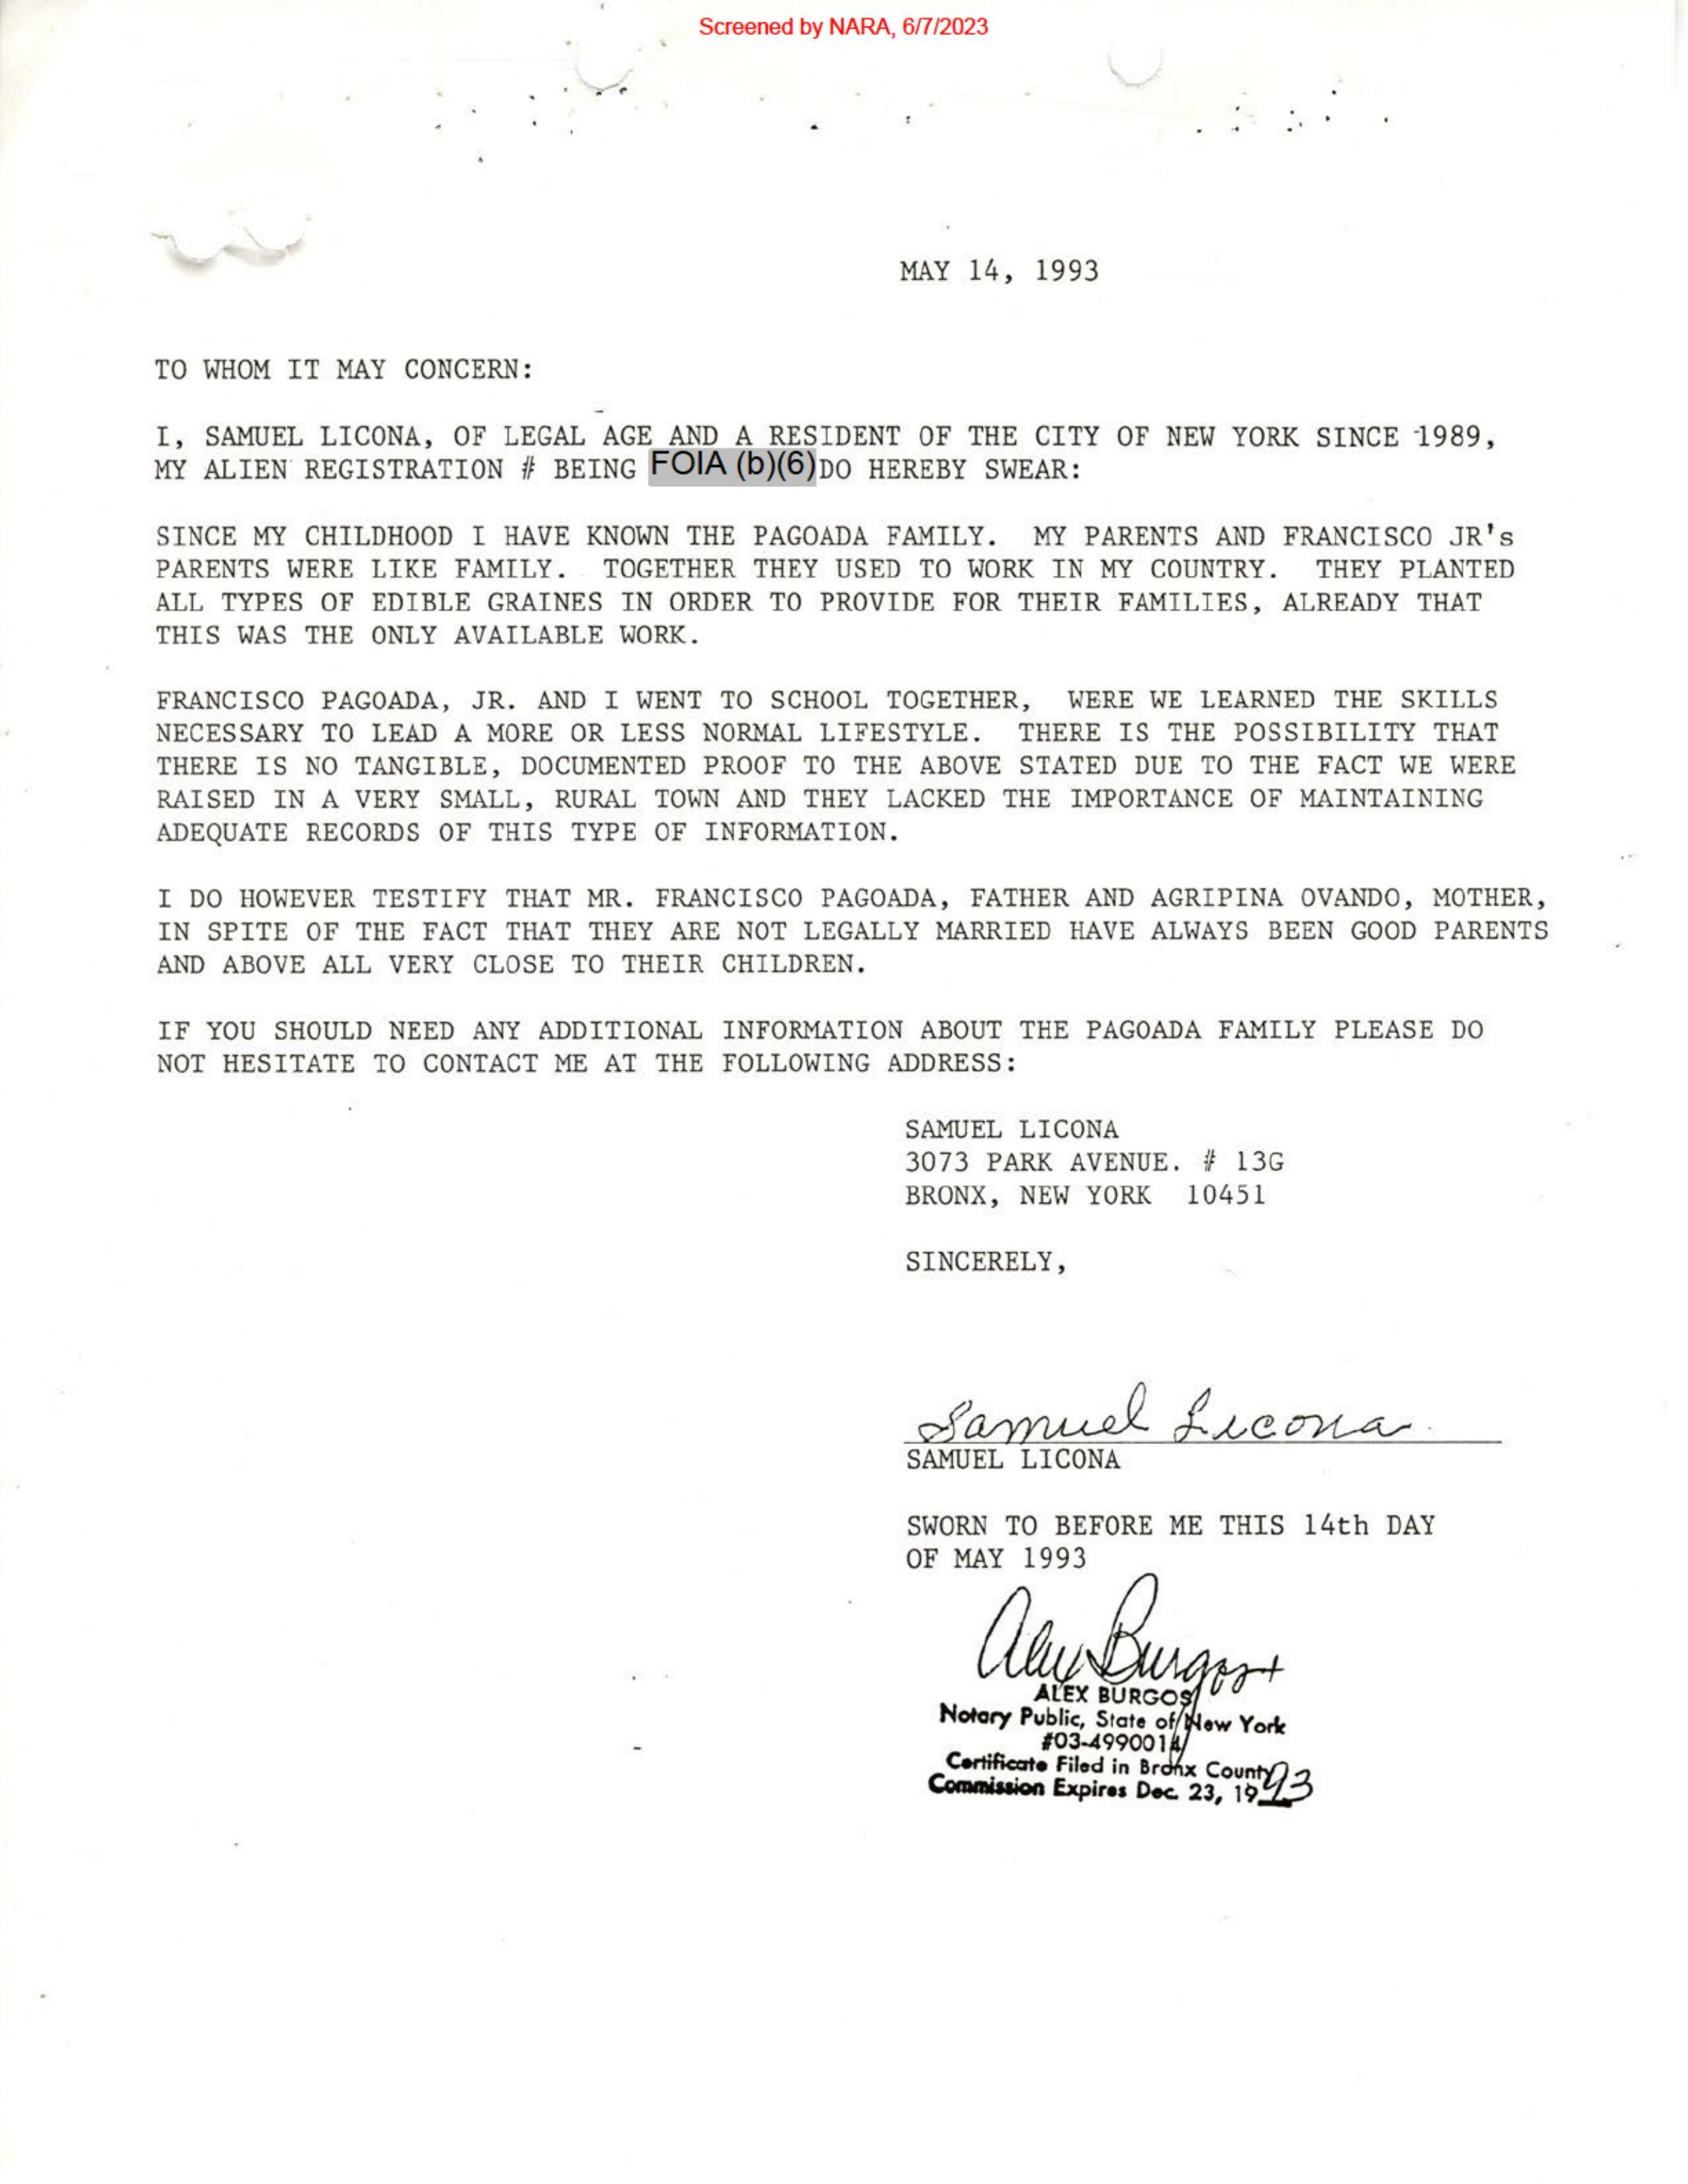 Screened by NARA, 6/7/2023
MAY 14, 1993
TO WHOM IT MAY CONCERN:
I, SAMUEL LICONA, OF LEGAL AGE AND A RESIDENT OF THE CITY OF NEW YORK SINCE 1989,
MY ALIEN REGISTRATION # BEING FOIA (b)(6) DO HEREBY SWEAR:
SINCE MY CHILDHOOD I HAVE KNOWN THE PAGOADA FAMILY. MY PARENTS AND FRANCISCO JR's
PARENTS WERE LIKE FAMILY. TOGETHER THEY USED TO WORK IN MY COUNTRY. THEY PLANTED
ALL TYPES OF EDIBLE GRAINES IN ORDER TO PROVIDE FOR THEIR FAMILIES, ALREADY THAT
THIS WAS THE ONLY AVAILABLE WORK.
FRANCISCO PAGOADA, JR. AND I WENT TO SCHOOL TOGETHER, WERE WE LEARNED THE SKILLS
NECESSARY TO LEAD A MORE OR LESS NORMAL LIFESTYLE. THERE IS THE POSSIBILITY THAT
THERE IS NO TANGIBLE, DOCUMENTED PROOF TO THE ABOVE STATED DUE TO THE FACT WE WERE
RAISED IN A VERY SMALL, RURAL TOWN AND THEY LACKED THE IMPORTANCE OF MAINTAINING
ADEQUATE RECORDS OF THIS TYPE OF INFORMATION.
I DO HOWEVER TESTIFY THAT MR. FRANCISCO PAGOADA, FATHER AND AGRIPINA OVANDO, MOTHER,
IN SPITE OF THE FACT THAT THEY ARE NOT LEGALLY MARRIED HAVE ALWAYS BEEN GOOD PARENTS
AND ABOVE ALL VERY CLOSE TO THEIR CHILDREN.
IF YOU SHOULD NEED ANY ADDITIONAL INFORMATION ABOUT THE PAGOADA FAMILY PLEASE DO
NOT HESITATE TO CONTACT ME AT THE FOLLOWING ADDRESS:
SAMUEL LICONA
3073 PARK AVENUE. # 13G
BRONX, NEW YORK 10451
SINCERELY,
Samuel Licona
SAMUEL LICONA
SWORN TO BEFORE ME THIS 14th DAY
OF MAY 1993
Alex Burgos
ALEX BURGOS
Notary Public, State of New York
#03-4990014
Certificate Filed in Bronx County
Commission Expires Dec. 23, 1993